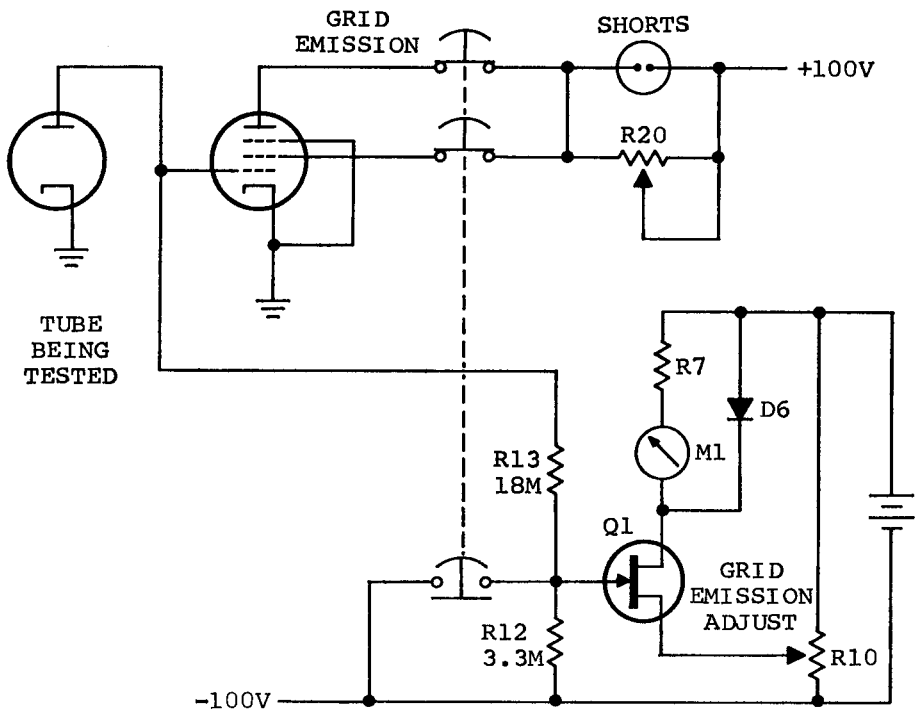 GRID
EMISSION
SHORTS
+100V
R20
TUBE
BEING
TESTED
R7
D6
M1
R13
18M
Q1
GRID
EMISSION
ADJUST
R12
3.3M
R10
-100V